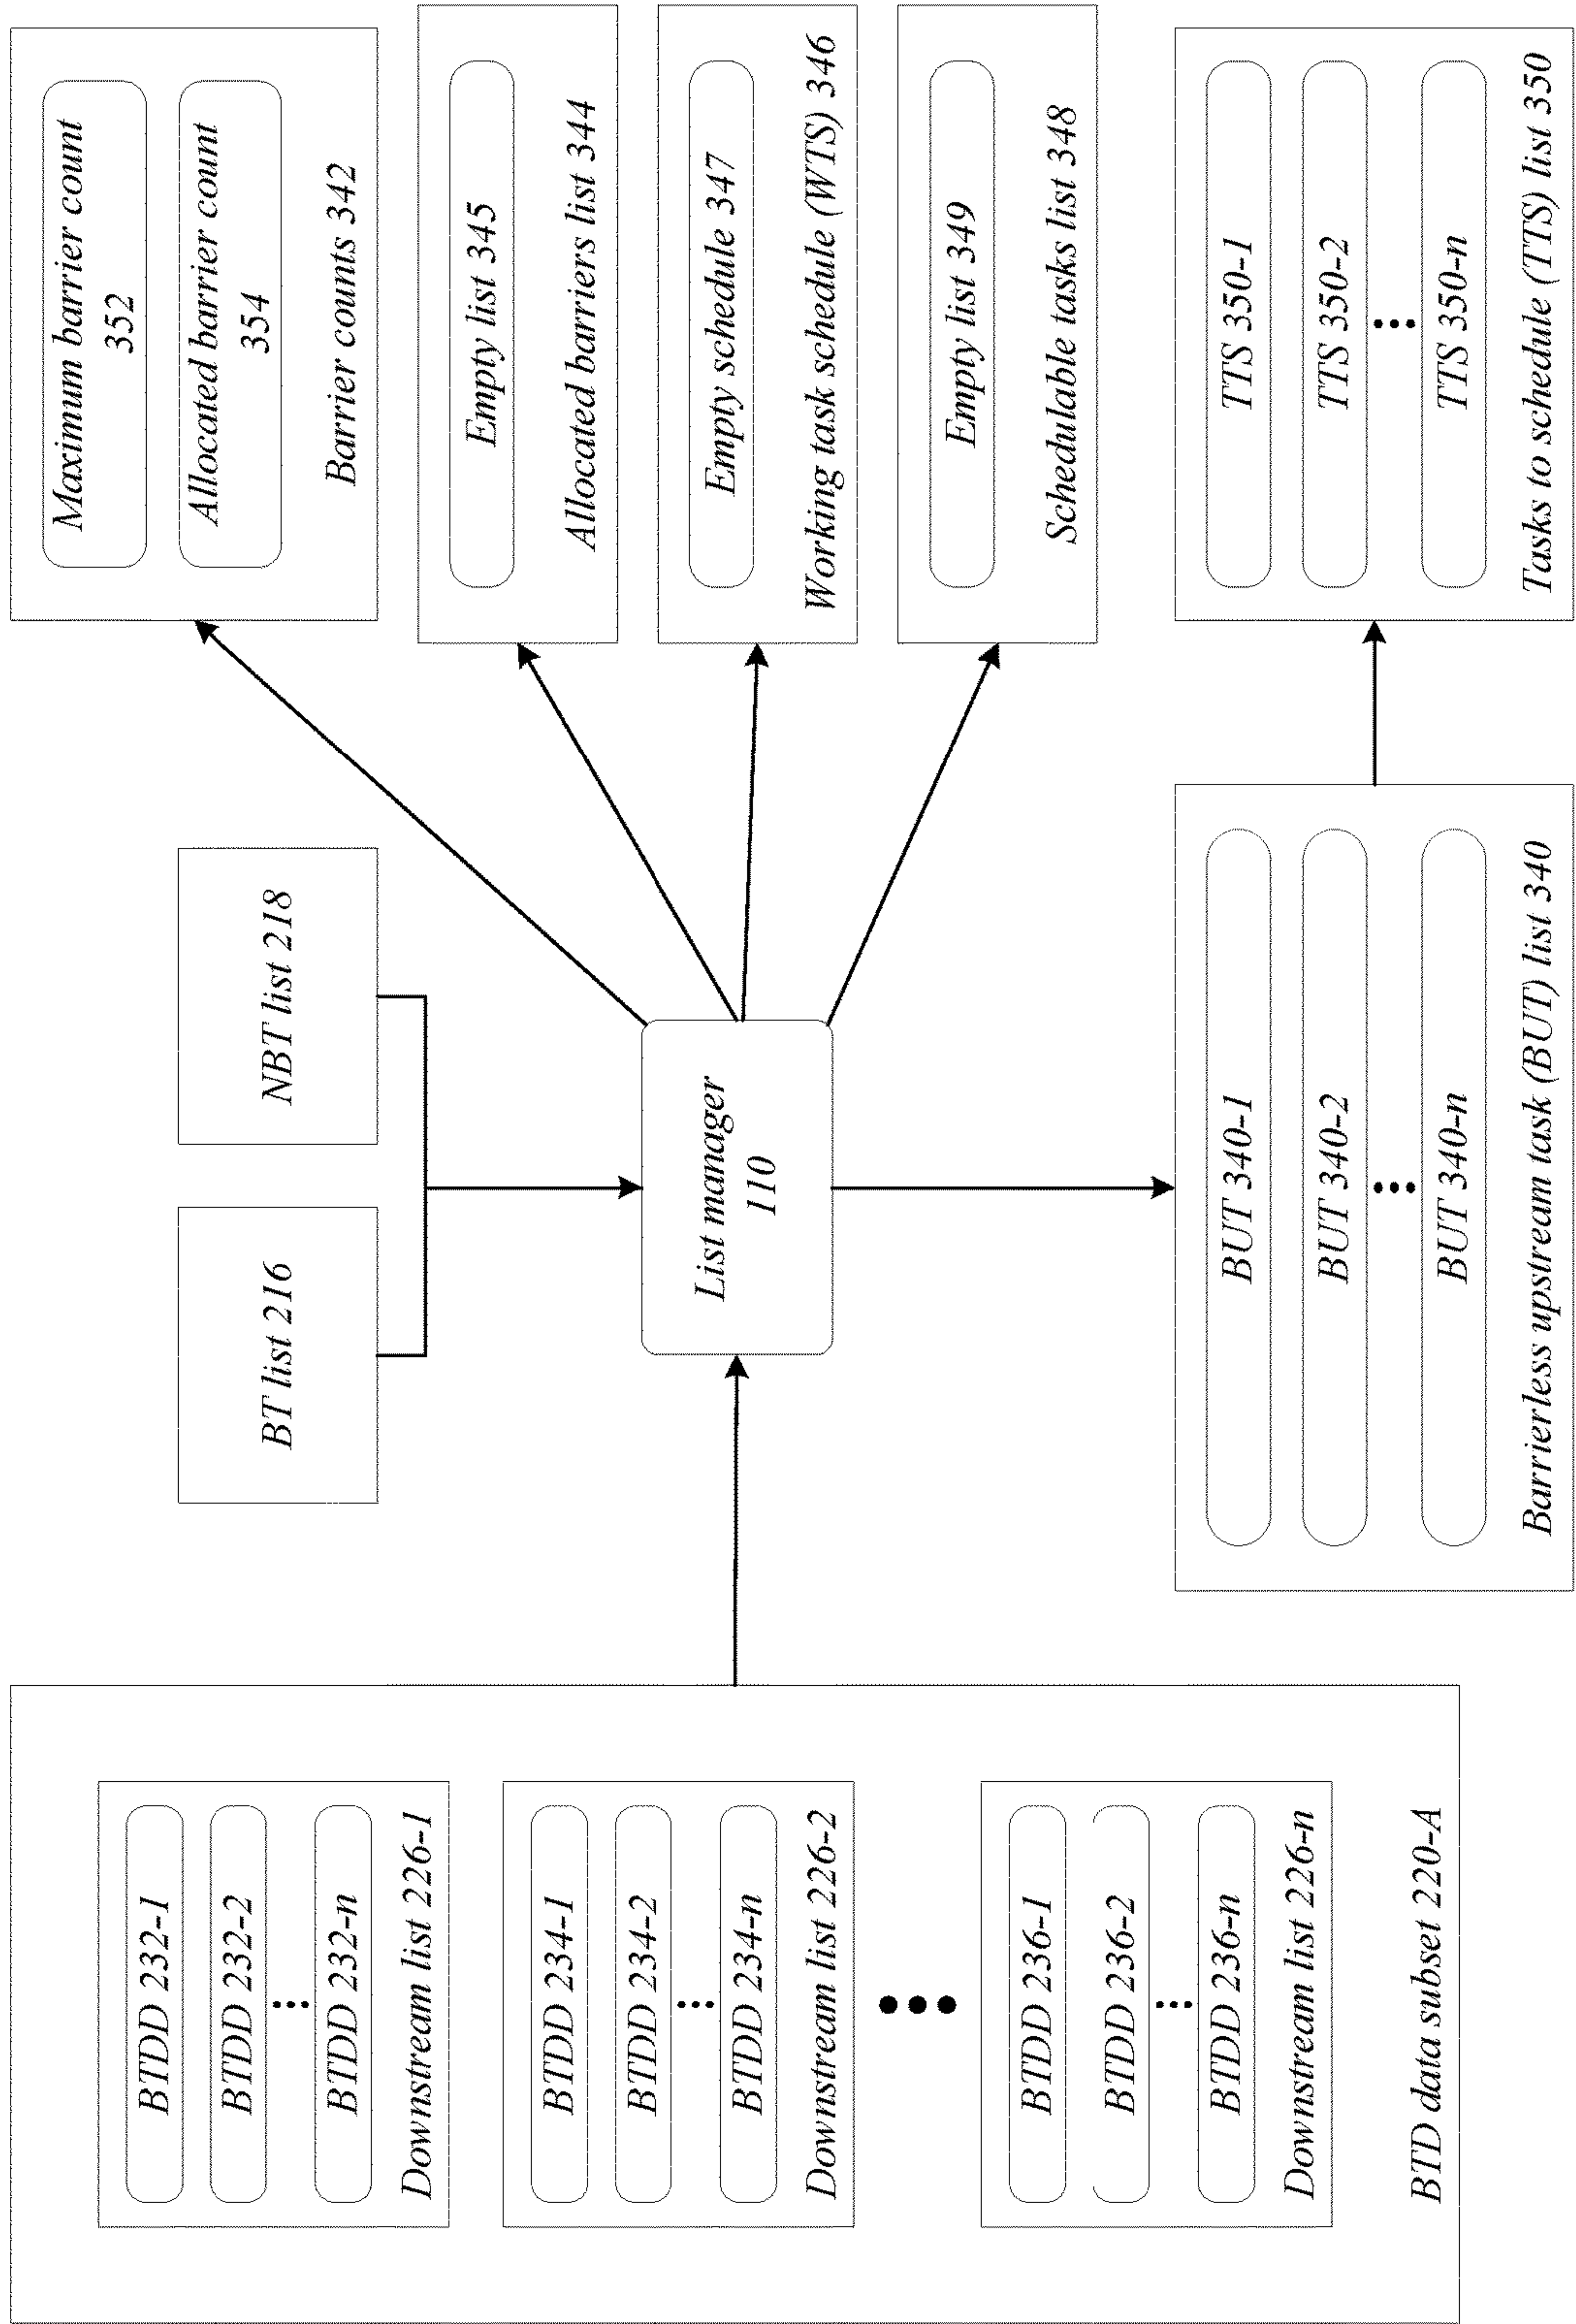 BTDD 232-1
BTDD 232-2
BTDD 232-n
Downstream list 226-1
BTDD 234-1
BTDD 234-2
BTDD 234-n
Downstream list 226-2
BTDD 236-1
BTDD 236-2
BTDD 236-n
Downstream list 226-n
BTD data subset 220-A
BT list 216
NBT list 218
List manager
110
BUT 340-1
BUT 340-2
BUT 340-n
Barrierless upstream task (BUT) list 340
Maximum barrier count
352
Allocated barrier count
354
Barrier counts 342
Empty list 345
Allocated barriers list 344
Empty schedule 347
Working task schedule (WTS) 346
Empty list 349
Schedulable tasks list 348
TTS 350-1
TTS 350-2
TTS 350-n
Tasks to schedule (TTS) list 350